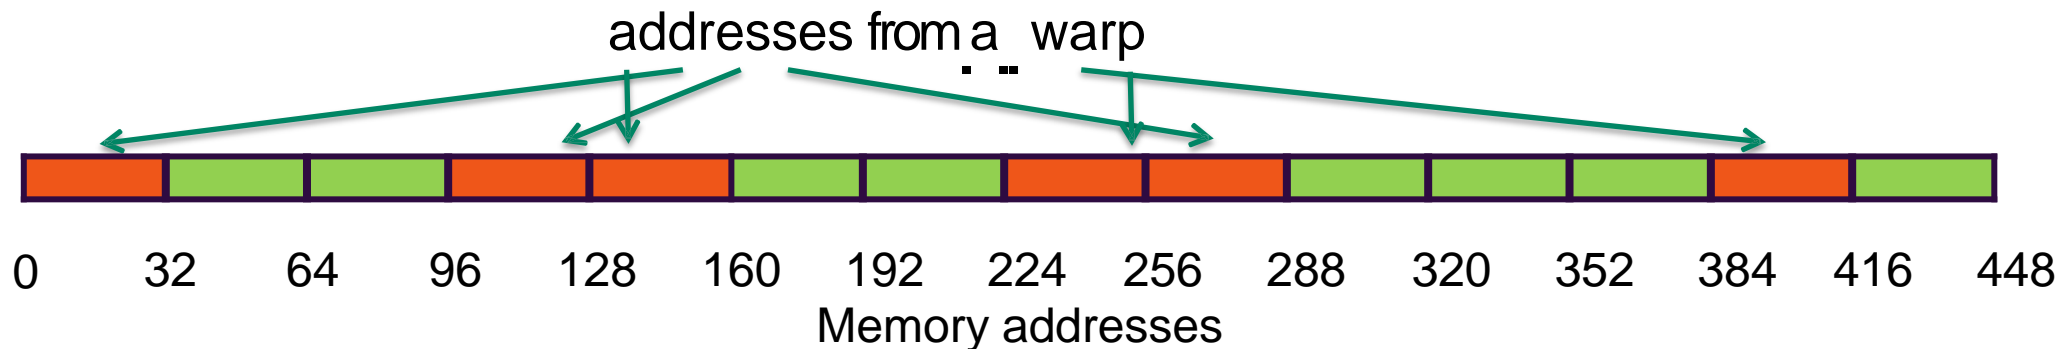 addresses from a warp
0 32 64 96 128 160 192 224 256 288 320 352 384 416 448
Memory addresses